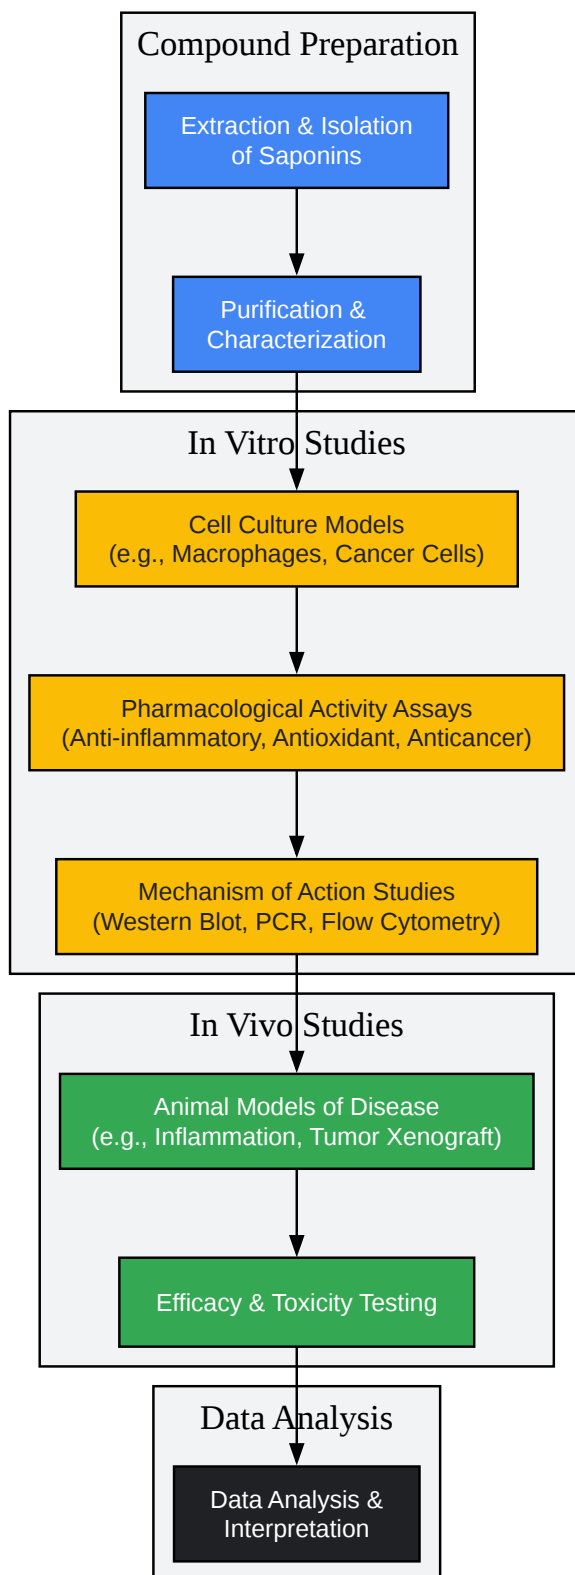 Compound Preparation
Extraction & Isolation
of Saponins
Purification &
Characterization
In Vitro Studies
Cell Culture Models
(e.g., Macrophages, Cancer Cells)
Pharmacological Activity Assays
(Anti-inflammatory, Antioxidant, Anticancer)
Mechanism of Action Studies
(Western Blot, PCR, Flow Cytometry)
In Vivo Studies
Animal Models of Disease
(e.g., Inflammation, Tumor Xenograft)
Efficacy & Toxicity Testing
Data Analysis
Data Analysis &
Interpretation